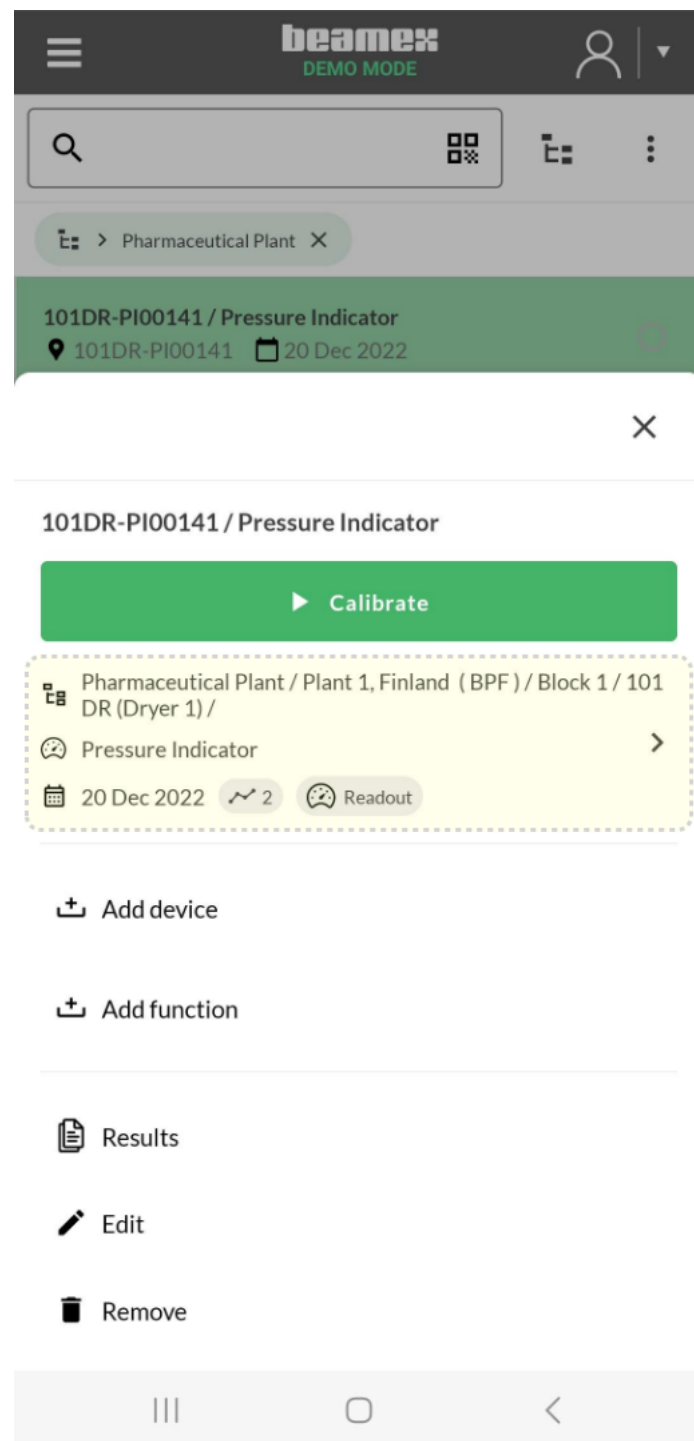 beamex
DEMO MODE
Pharmaceutical Plant
101DR-PI00141 / Pressure Indicator
101DR-PI00141 20 Dec 2022
101DR-PI00141 / Pressure Indicator
Calibrate
Pharmaceutical Plant / Plant 1, Finland ( BPF ) / Block 1 / 101
DR (Dryer 1) /
Pressure Indicator
20 Dec 2022 2 Readout
Add device
Add function
Results
Edit
Remove